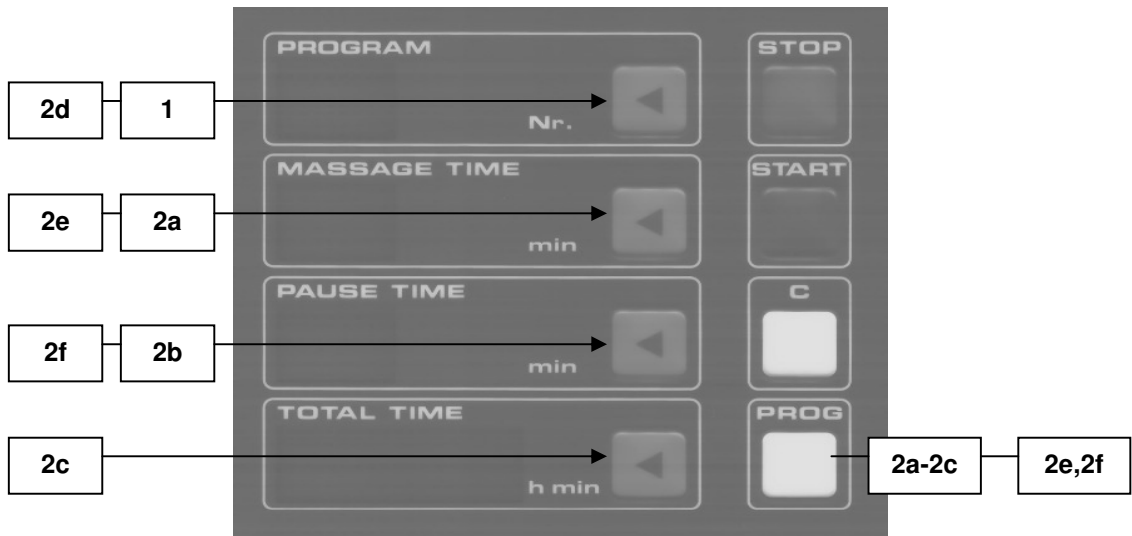 PROGRAM
STOP
2d
1
Nr.
MASSAGE TIME
START
2e
2a
min
PAUSE TIME
C
2f
2b
min
TOTAL TIME
PROG
2c
h min
2a-2c
2e,2f